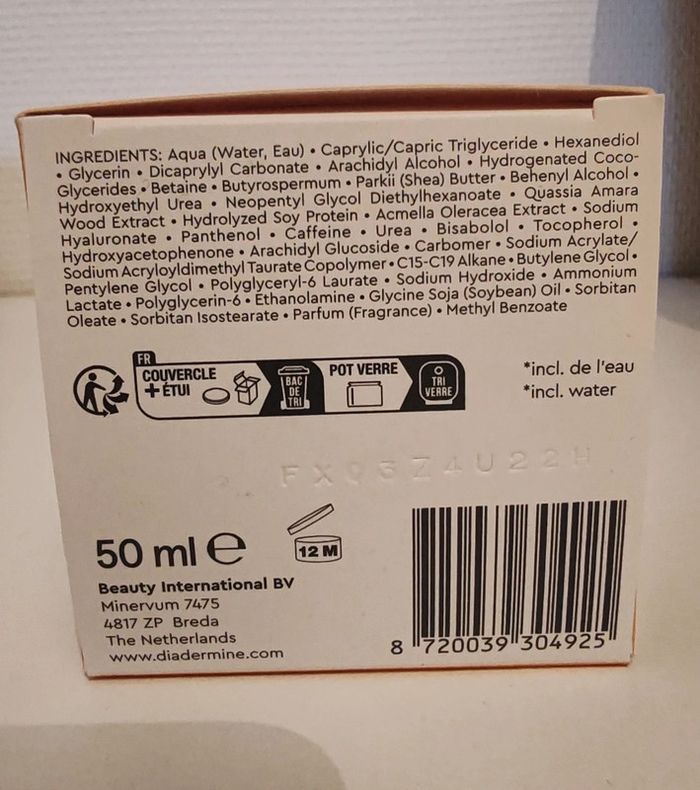 INGREDIENTS: Aqua (Water, Eau) • Caprylic/Capric Triglyceride • Hexanediol
• Glycerin • Dicaprylyl Carbonate • Arachidyl Alcohol • Hydrogenated Coco-
Glycerides • Betaine • Butyrospermum • Parkii (Shea) Butter • Behenyl Alcohol •
Hydroxyethyl Urea • Neopentyl Glycol Diethylhexanoate • Quassia Amara
Wood Extract • Hydrolyzed Soy Protein • Acmella Oleracea Extract • Sodium
Hyaluronate • Panthenol • Caffeine • Urea • Bisabolol • Tocopherol •
Hydroxyacetophenone • Arachidyl Glucoside • Carbomer • Sodium Acrylate/
Sodium Acryloyldimethyl Taurate Copolymer • C15-C19 Alkane • Butylene Glycol •
Pentylene Glycol • Polyglyceryl-6 Laurate • Sodium Hydroxide • Ammonium
Lactate • Polyglycerin-6 • Ethanolamine • Glycine Soja (Soybean) Oil • Sorbitan
Oleate • Sorbitan Isostearate • Parfum (Fragrance) • Methyl Benzoate
FR
COUVERCLE
+ ÉTUI
BAC
DE
TRI
POT VERRE
TRI
VERRE
*incl. de l'eau
*incl. water
FX03Z4U22H
50 ml e
12 M
Beauty International BV
Minervum 7475
4817 ZP Breda
The Netherlands
www.diadermine.com
8 720039 304925